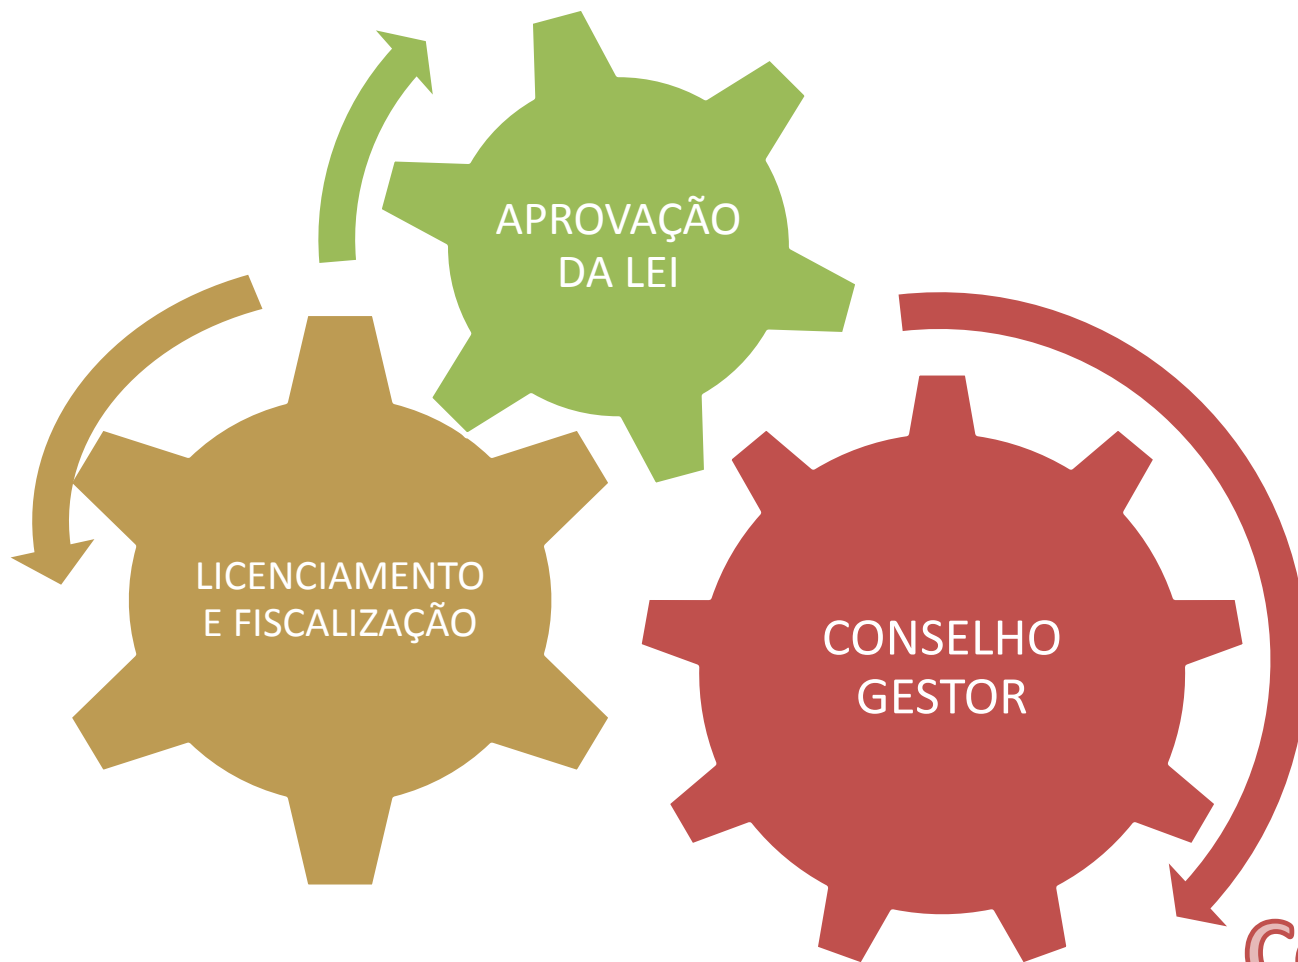 APROVAÇÃO
DA LEI
LICENCIAMENTO
E FISCALIZAÇÃO
CONSELHO
GESTOR